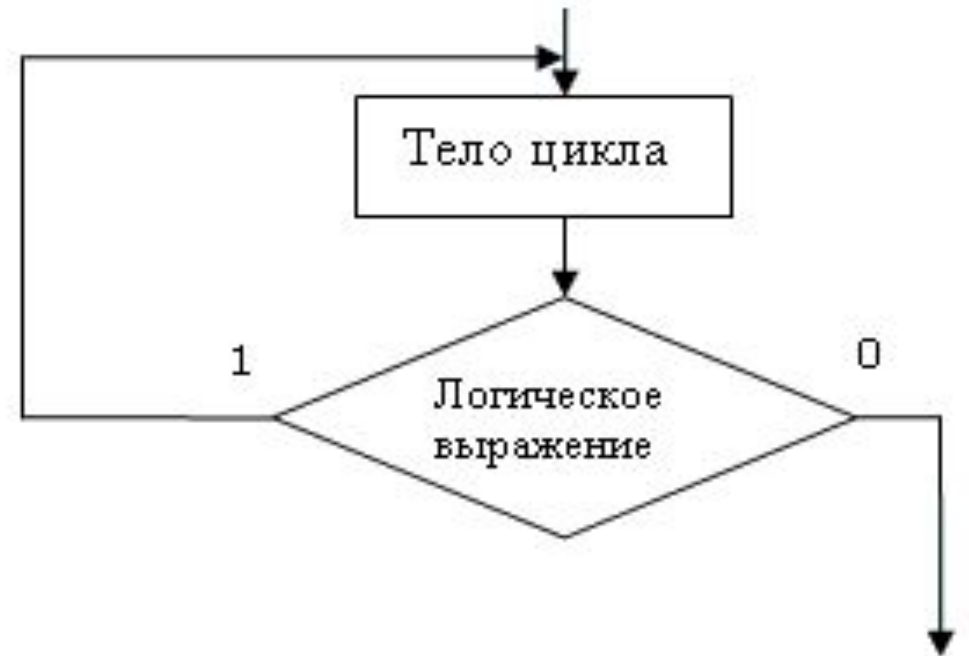 Тело цикла
1
0
Логическое
выражение